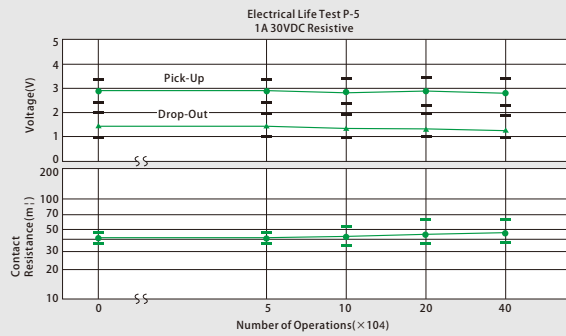 Electrical Life Test P-5
1A 30VDC Resistive
Voltage(V)
5
4
3
2
1
0
Pick-Up
Drop-Out
Contact
Resistance(m¡)
200
100
70
50
30
20
10
0
5
10
20
40
Number of Operations(×104)